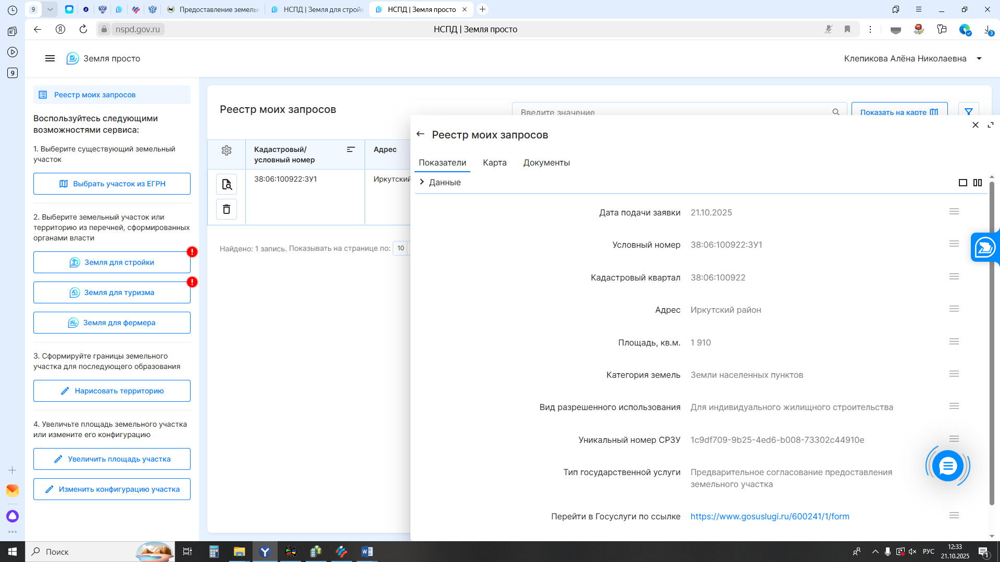 9
Предоставление земельн
НСПД | Земля для стройк
НСПД | Земля просто
nspd.gov.ru
НСПД | Земля просто
3
9
Земля просто
Клепикова Алёна Николаевна
Реестр моих запросов
Воспользуйтесь следующими
возможностями сервиса:
1. Выберите существующий земельный
участок
Выбрать участок из ЕГРН
2. Выберите земельный участок или
территорию из перечней, сформированных
органами власти
Земля для стройки
Земля для туризма
Земля для фермера
3. Сформируйте границы земельного
участка для последующего образования
Нарисовать территорию
4. Увеличьте площадь земельного участка
или измените его конфигурацию
Увеличить площадь участка
Изменить конфигурацию участка
Реестр моих запросов
Введите значение
Показать на карте
Кадастровый/
условный номер
Адрес
38:06:100922:ЗУ1
Иркутский
Найдено: 1 запись. Показывать на странице по: 10
Реестр моих запросов
Показатели
Карта
Документы
Данные
Дата подачи заявки 21.10.2025
Условный номер 38:06:100922:ЗУ1
Кадастровый квартал 38:06:100922
Адрес Иркутский район
Площадь, кв.м. 1 910
Категория земель Земли населенных пунктов
Вид разрешенного использования Для индивидуального жилищного строительства
Уникальный номер СРЗУ 1c9df709-9b25-4ed6-b008-73302c44910e
Тип государственной услуги Предварительное согласование предоставления
земельного участка
Перейти в Госуслуги по ссылке https://www.gosuslugi.ru/600241/1/form
Поиск
РУС
12:33
21.10.2025
1